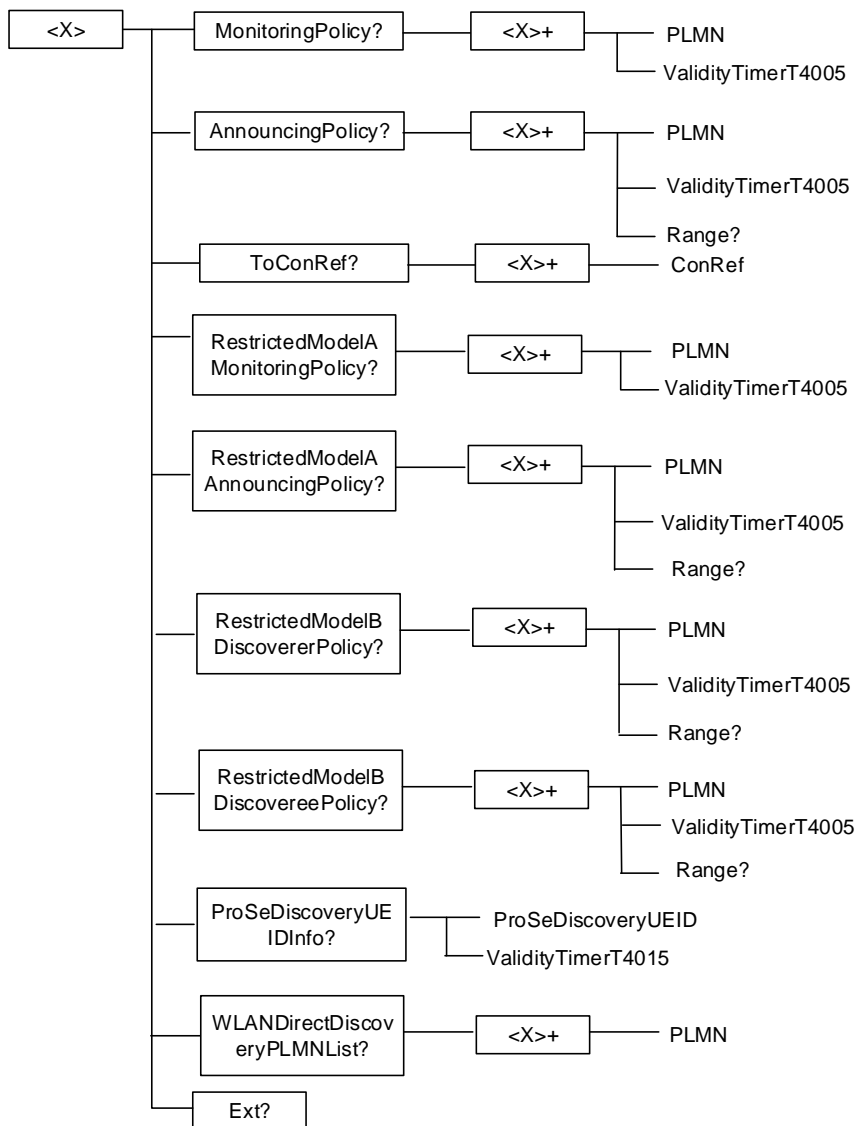 <X>
MonitoringPolicy?
<X>+
PLMN
ValidityTimerT4005
AnnouncingPolicy?
<X>+
PLMN
ValidityTimerT4005
Range?
ToConRef?
<X>+
ConRef
RestrictedModelA
MonitoringPolicy?
<X>+
PLMN
ValidityTimerT4005
RestrictedModelA
AnnouncingPolicy?
<X>+
PLMN
ValidityTimerT4005
Range?
RestrictedModelB
DiscovererPolicy?
<X>+
PLMN
ValidityTimerT4005
Range?
RestrictedModelB
DiscovereePolicy?
<X>+
PLMN
ValidityTimerT4005
Range?
ProSeDiscoveryUE
IDInfo?
ProSeDiscoveryUEID
ValidityTimerT4015
WLANDirectDiscov
eryPLMNList?
<X>+
PLMN
Ext?